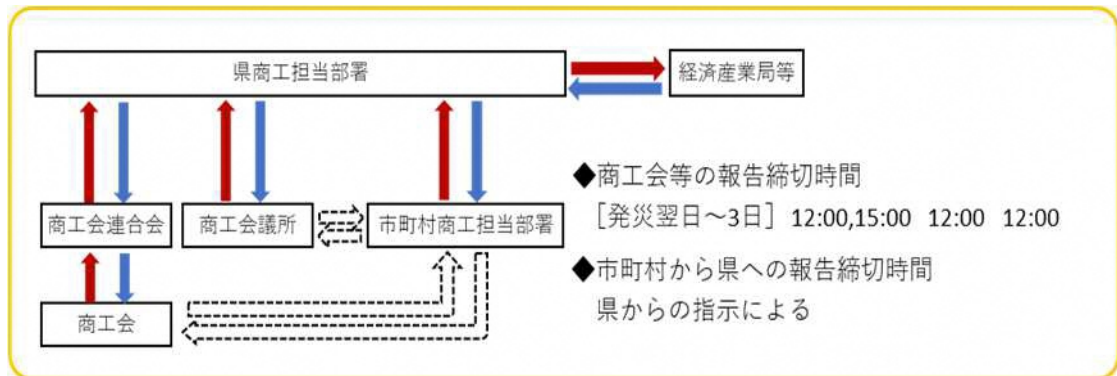 県商工担当部署
経済産業局等
商工会連合会
商工会議所
市町村商工担当部署
商工会
◆商工会等の報告締切時間
[発災翌日～3日] 12:00,15:00 12:00 12:00
◆市町村から県への報告締切時間
県からの指示による